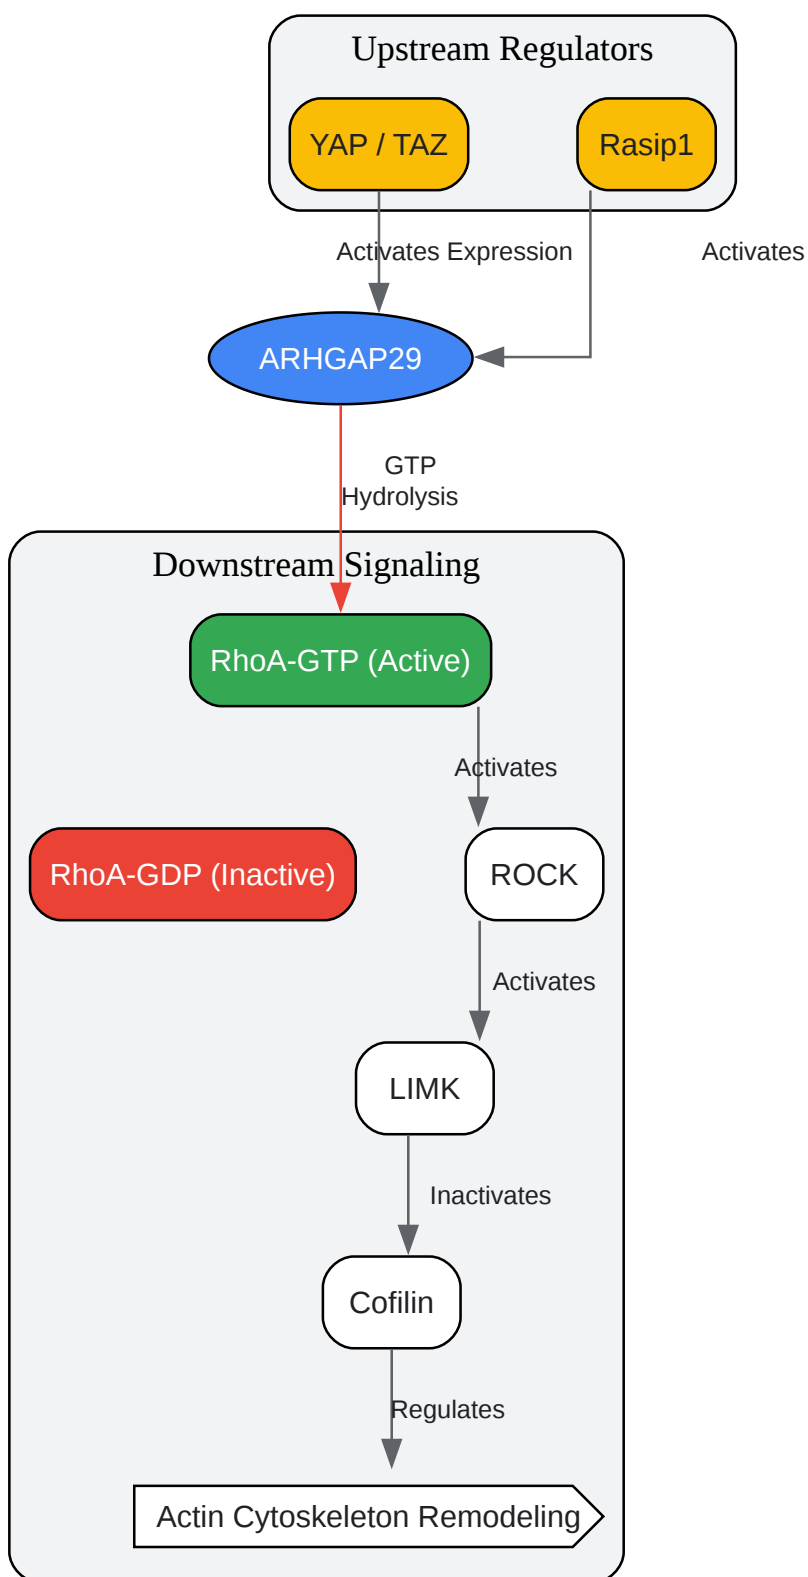 Upstream Regulators
YAP / TAZ
Rasip1
Activates Expression
Activates
ARHGAP29
GTP
Hydrolysis
Downstream Signaling
RhoA-GTP (Active)
Activates
RhoA-GDP (Inactive)
ROCK
Activates
LIMK
Inactivates
Cofilin
Regulates
Actin Cytoskeleton Remodeling